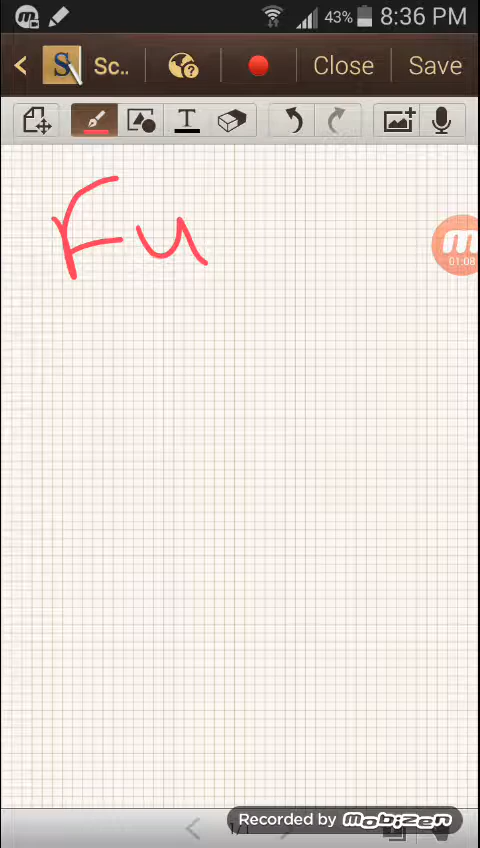 43% 8:36 PM
S Sc.. Close Save
T
Fu
01:08
1/1
Recorded by mobizen